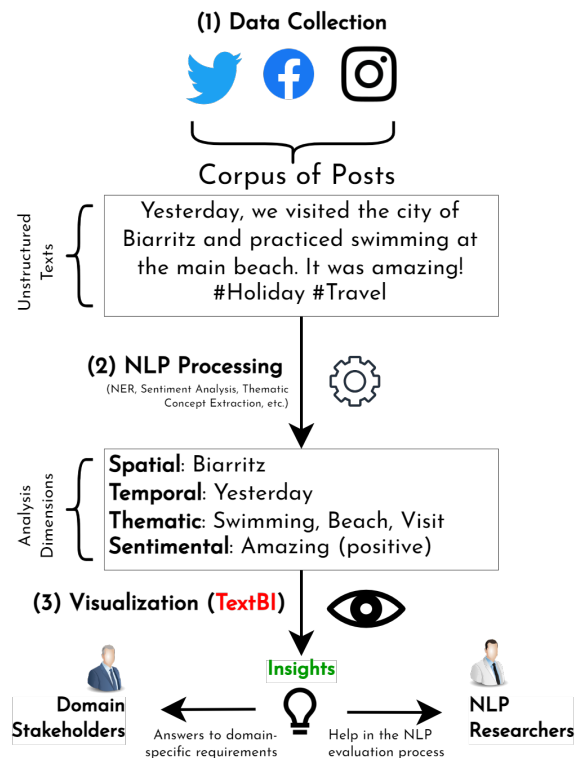 (1) Data Collection
Corpus of Posts
Unstructured
Texts
Yesterday, we visited the city of
Biarritz and practiced swimming at
the main beach. It was amazing!
#Holiday #Travel
(2) NLP Processing
(NER, Sentiment Analysis, Thematic
Concept Extraction, etc.)
Analysis
Dimensions
Spatial: Biarritz
Temporal: Yesterday
Thematic: Swimming, Beach, Visit
Sentimental: Amazing (positive)
(3) Visualization (TextBI)
Insights
Domain
Stakeholders
Answers to domain-
specific requirements
Help in the NLP
evaluation process
NLP
Researchers